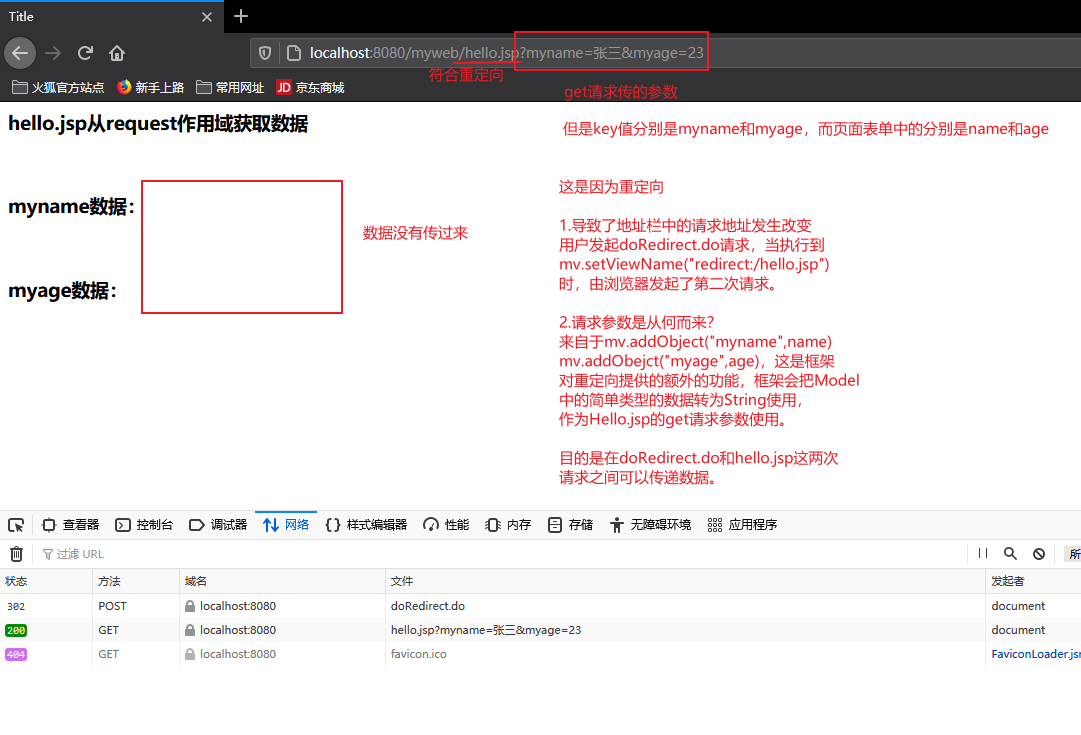 Title
localhost:8080/myweb/hello.jsp?myname=张三&myage=23
火狐官方站点 新手上路 常用网址 JD 京东商城
符合重定向
get请求传的参数
hello.jsp从request作用域获取数据
但是key值分别是myname和myage，而页面表单中的分别是name和age
myname数据：
数据没有传过来
myage数据：
这是因为重定向
1.导致了地址栏中的请求地址发生改变
用户发起doRedirect.do请求，当执行到
mv.setViewName("redirect:/hello.jsp")
时，由浏览器发起了第二次请求。
2.请求参数是从何而来？
来自于mv.addObject("myname",name)
mv.addObejct("myage",age)，这是框架
对重定向提供的额外的功能，框架会把Model
中的简单类型的数据转为String使用，
作为Hello.jsp的get请求参数使用。
目的是在doRedirect.do和hello.jsp这两次
请求之间可以传递数据。
查看器 控制台 调试器 网络 样式编辑器 性能 内存 存储 无障碍环境 应用程序
过滤 URL 所
状态 方法 域名 文件 发起者
302 POST localhost:8080 doRedirect.do document
200 GET localhost:8080 hello.jsp?myname=张三&myage=23 document
404 GET localhost:8080 favicon.ico FaviconLoader.jsm